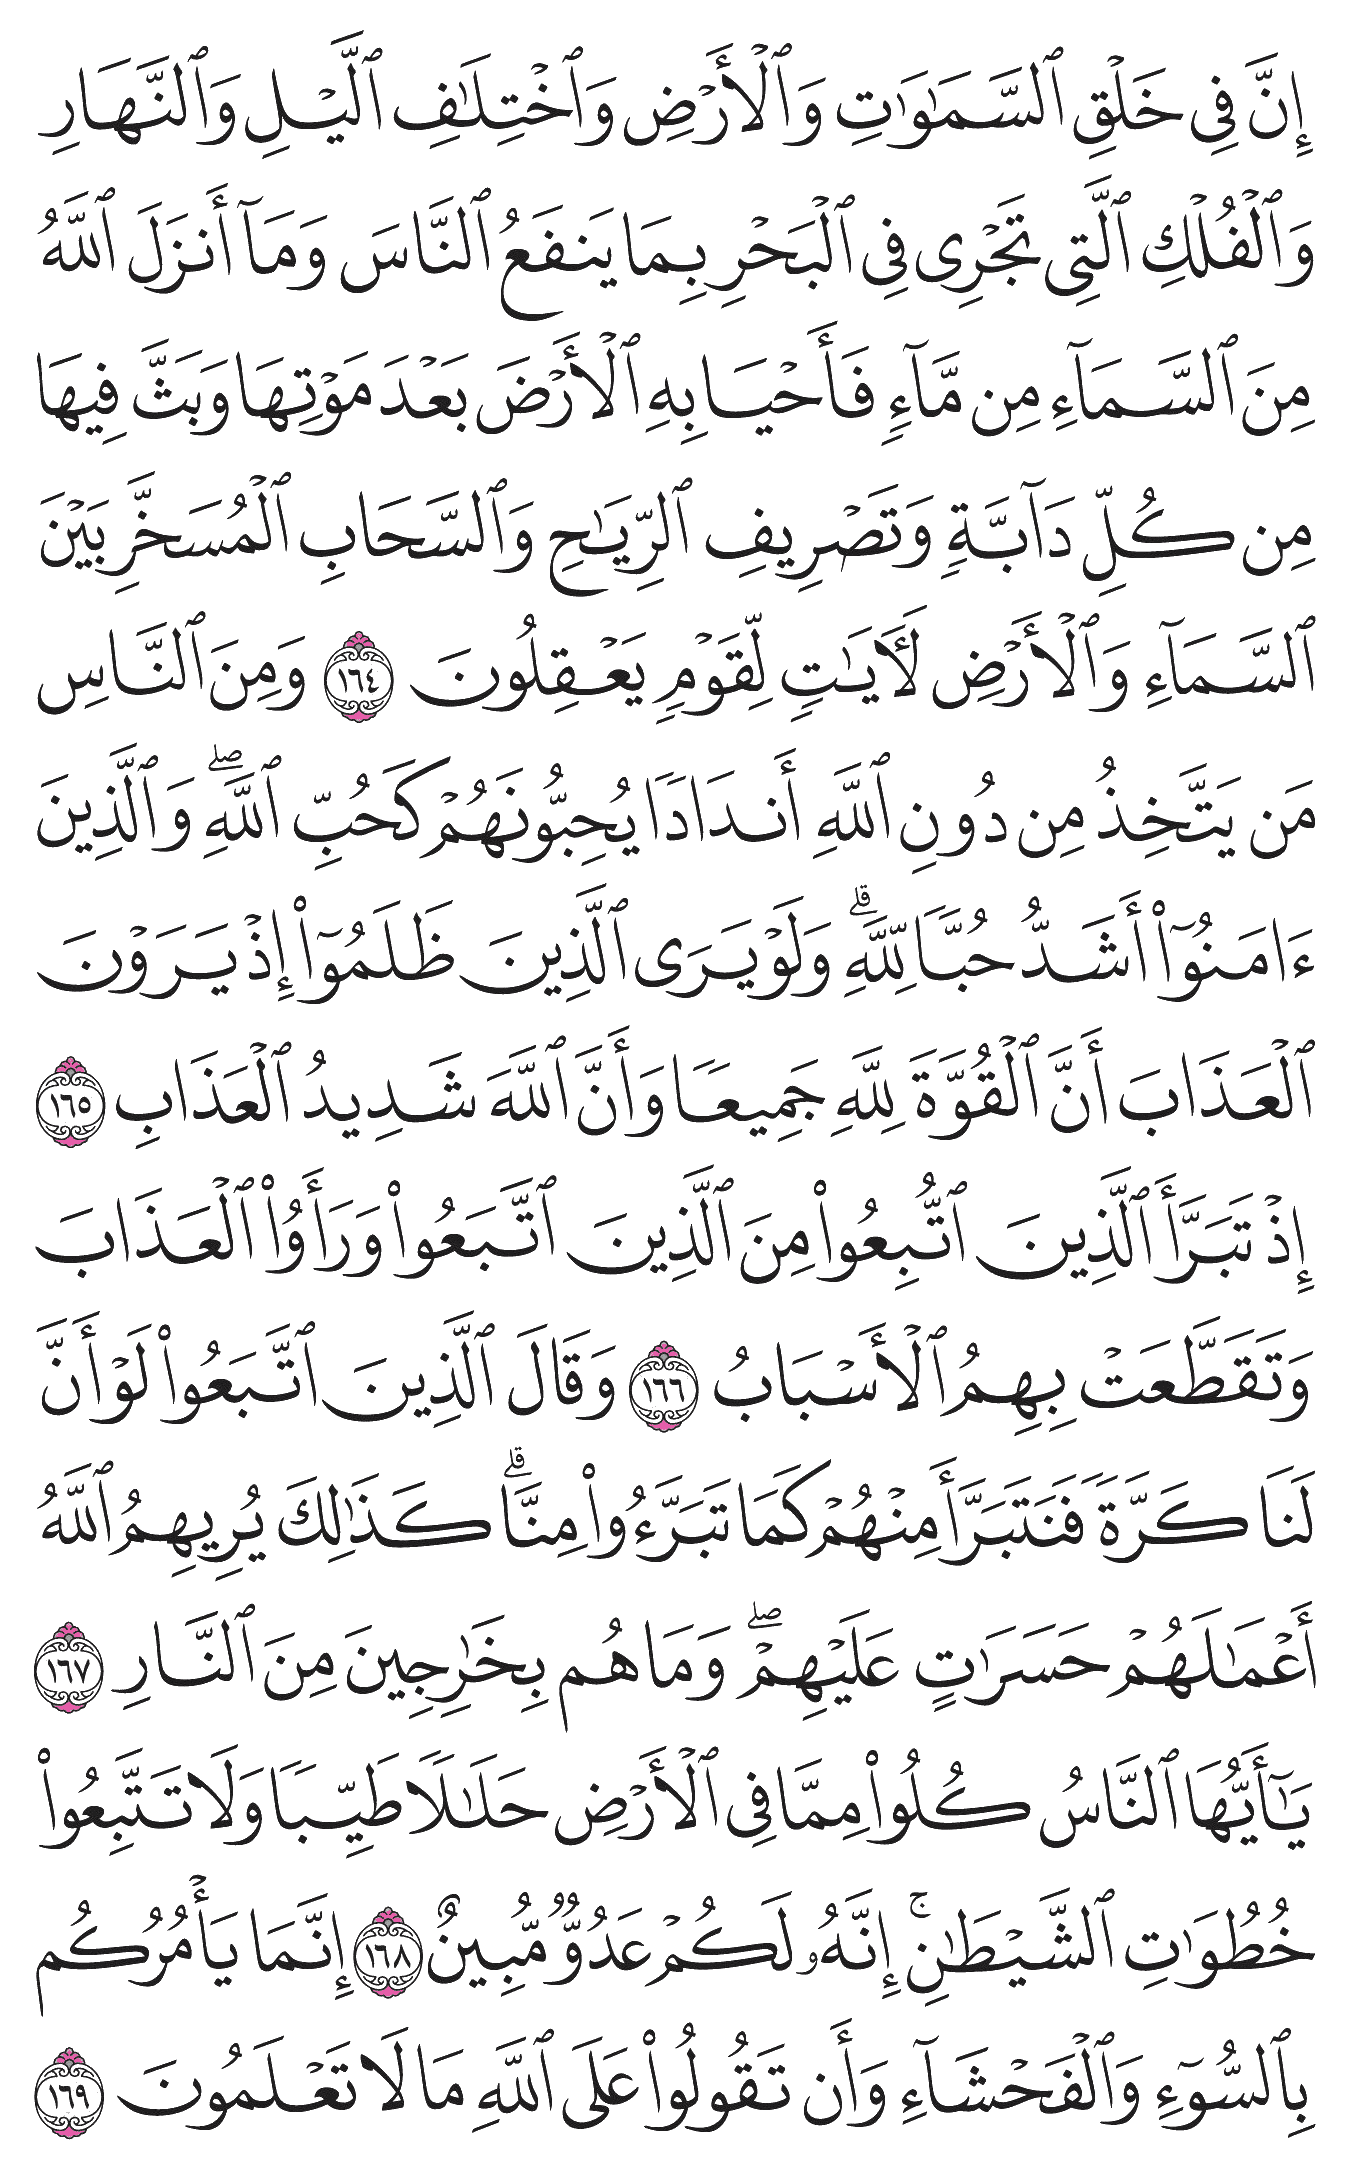 إِنَّ فِي خَلۡقِ ٱلسَّمَٰوَٰتِ وَٱلۡأَرۡضِ وَٱخۡتِلَٰفِ ٱلَّيۡلِ وَٱلنَّهَارِ
وَٱلۡفُلۡكِ ٱلَّتِي تَجۡرِي فِي ٱلۡبَحۡرِ بِمَا يَنفَعُ ٱلنَّاسَ وَمَآ أَنزَلَ ٱللَّهُ
مِنَ ٱلسَّمَآءِ مِن مَّآءٖ فَأَحۡيَا بِهِ ٱلۡأَرۡضَ بَعۡدَ مَوۡتِهَا وَبَثَّ فِيهَا
مِن كُلِّ دَآبَّةٖ وَتَصۡرِيفِ ٱلرِّيَٰحِ وَٱلسَّحَابِ ٱلۡمُسَخَّرِ بَيۡنَ
ٱلسَّمَآءِ وَٱلۡأَرۡضِ لَأٓيَٰتٖ لِّقَوۡمٖ يَعۡقِلُونَ ١٦٤ وَمِنَ ٱلنَّاسِ
مَن يَتَّخِذُ مِن دُونِ ٱللَّهِ أَندَادٗا يُحِبُّونَهُمۡ كَحُبِّ ٱللَّهِۖ وَٱلَّذِينَ
ءَامَنُوٓاْ أَشَدُّ حُبّٗا لِّلَّهِۗ وَلَوۡ يَرَى ٱلَّذِينَ ظَلَمُوٓاْ إِذۡ يَرَوۡنَ
ٱلۡعَذَابَ أَنَّ ٱلۡقُوَّةَ لِلَّهِ جَمِيعٗا وَأَنَّ ٱللَّهَ شَدِيدُ ٱلۡعَذَابِ ١٦٥
إِذۡ تَبَرَّأَ ٱلَّذِينَ ٱتُّبِعُواْ مِنَ ٱلَّذِينَ ٱتَّبَعُواْ وَرَأَوُاْ ٱلۡعَذَابَ
وَتَقَطَّعَتۡ بِهِمُ ٱلۡأَسۡبَابُ ١٦٦ وَقَالَ ٱلَّذِينَ ٱتَّبَعُواْ لَوۡ أَنَّ
لَنَا كَرَّةٗ فَنَتَبَرَّأَ مِنۡهُمۡ كَمَا تَبَرَّءُواْ مِنَّاۗ كَذَٰلِكَ يُرِيهِمُ ٱللَّهُ
أَعۡمَٰلَهُمۡ حَسَرَٰتٍ عَلَيۡهِمۡۖ وَمَا هُم بِخَٰرِجِينَ مِنَ ٱلنَّارِ ١٦٧
يَٰٓأَيُّهَا ٱلنَّاسُ كُلُواْ مِمَّا فِي ٱلۡأَرۡضِ حَلَٰلٗا طَيِّبٗا وَلَا تَتَّبِعُواْ
خُطُوَٰتِ ٱلشَّيۡطَٰنِۚ إِنَّهُۥ لَكُمۡ عَدُوّٞ مُّبِينٌ ١٦٨ إِنَّمَا يَأۡمُرُكُم
بِٱلسُّوٓءِ وَٱلۡفَحۡشَآءِ وَأَن تَقُولُواْ عَلَى ٱللَّهِ مَا لَا تَعۡلَمُونَ ١٦٩